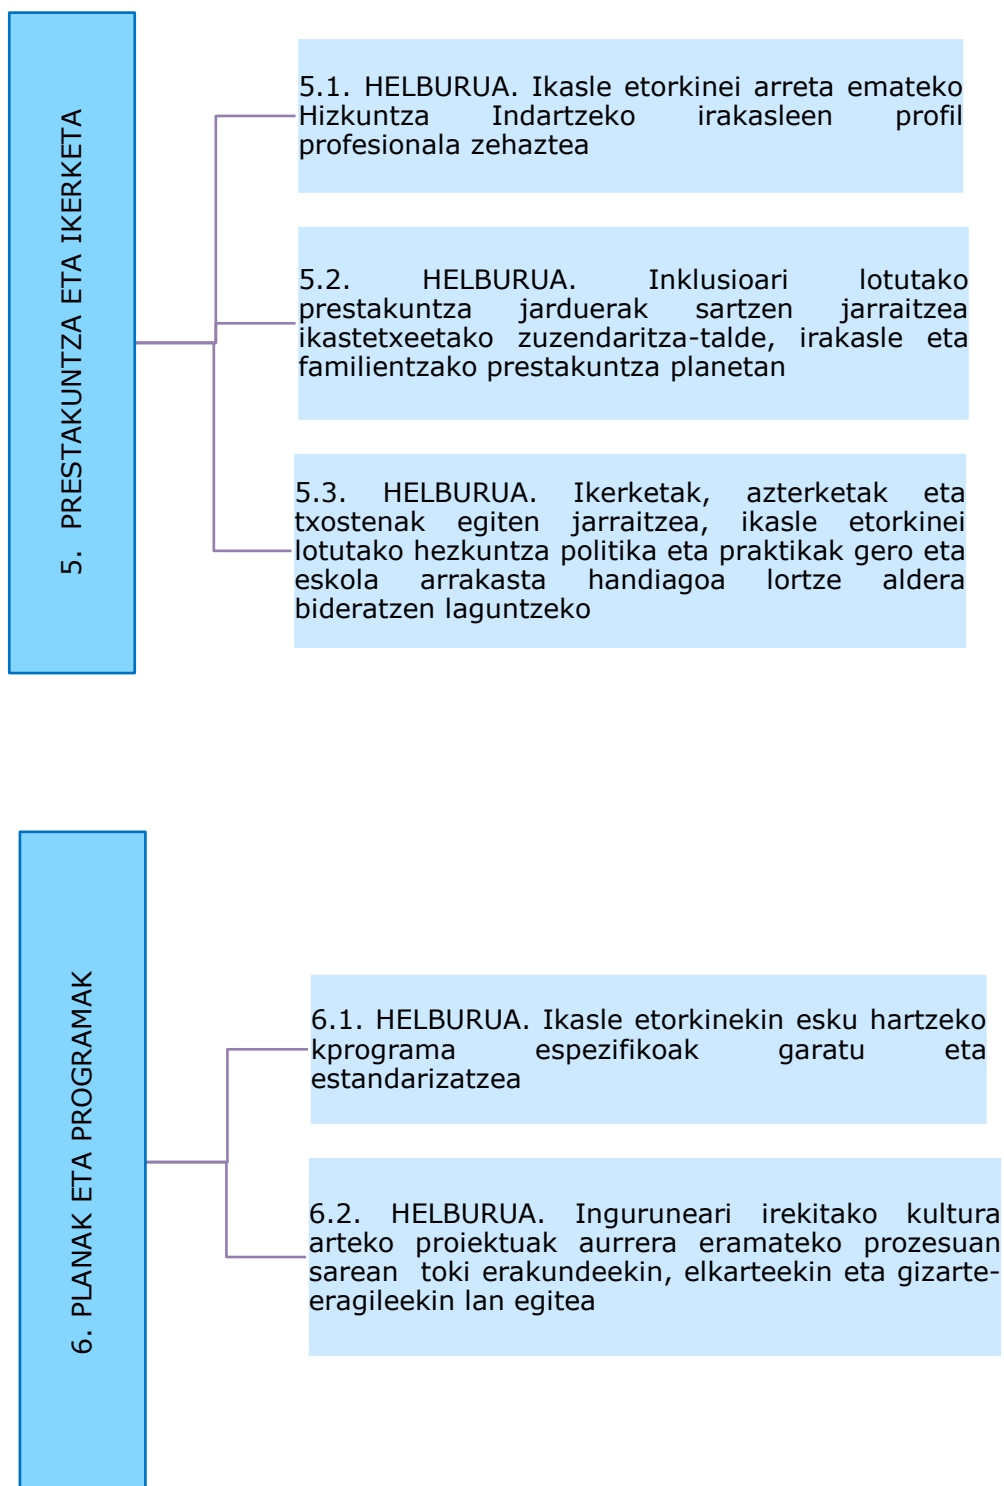 5. PRESTAKUNTZA ETA IKERKETA
5.1. HELBURUA. Ikasle etorkinei arreta emateko
Hizkuntza Indartzeko irakasleen profil
profesionala zehaztea
5.2. HELBURUA. Inklusioari lotutako
prestakuntza jarduerak sartzen jarraitzea
ikastetxeetako zuzendaritza-talde, irakasle eta
familientzako prestakuntza planetan
5.3. HELBURUA. Ikerketak, azterketak eta
txostenak egiten jarraitzea, ikasle etorkinei
lotutako hezkuntza politika eta praktikak gero eta
eskola arrakasta handiagoa lortze aldera
bideratzen laguntzeko
6. PLANAK ETA PROGRAMAK
6.1. HELBURUA. Ikasle etorkinekin esku hartzeko
kprograma espezifikoak garatu eta
estandarizatzea
6.2. HELBURUA. Inguruneari irekitako kultura
arteko proiektuak aurrera eramateko prozesuan
sarean toki erakundeekin, elkarteekin eta gizarte-
eragileekin lan egitea